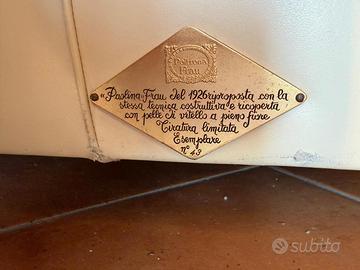 Poltrona
Frau
"Paolina" Frau del 1926 riproposta con la
stessa tecnica costruttiva e ricoperta
con pelle di vitello a pieno fiore
Tiratura limitata
Esemplare
n° 43
subito